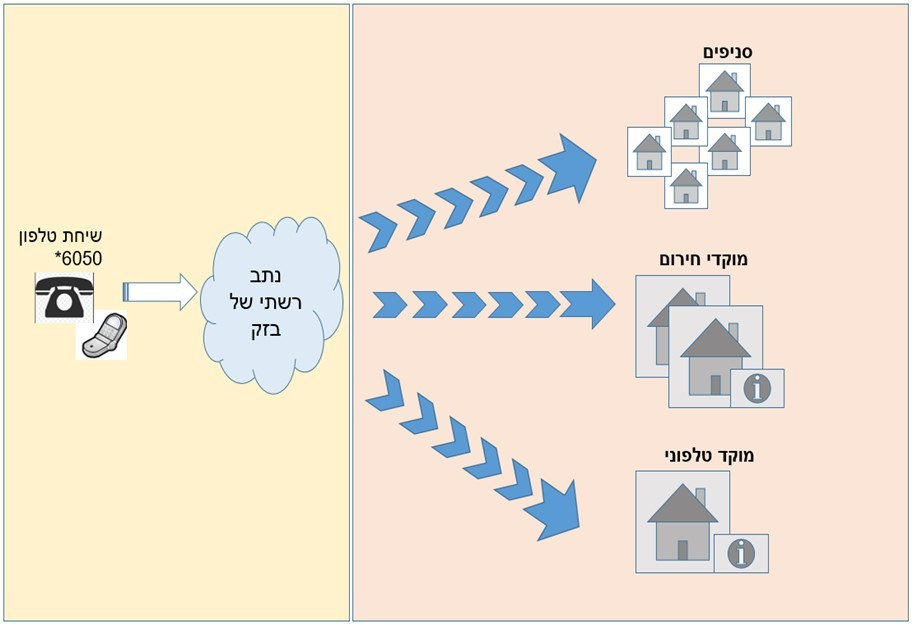 סניפים
שיחת טלפון
*6050
נתב
רשתי של
בזק
מוקדי חירום
i
מוקד טלפוני
i